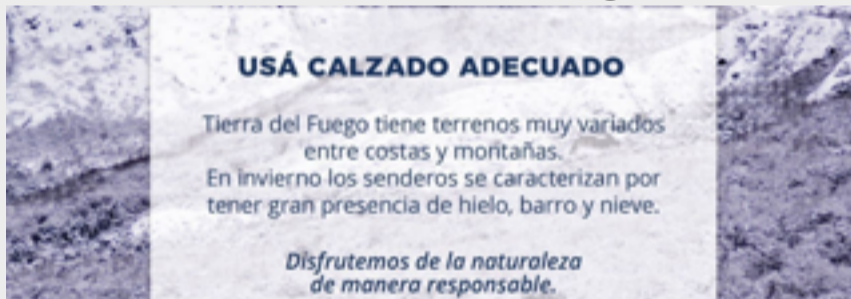 USÁ CALZADO ADECUADO
Tierra del Fuego tiene terrenos muy variados
entre costas y montañas.
En invierno los senderos se caracterizan por
tener gran presencia de hielo, barro y nieve.
Disfrutemos de la naturaleza
de manera responsable.